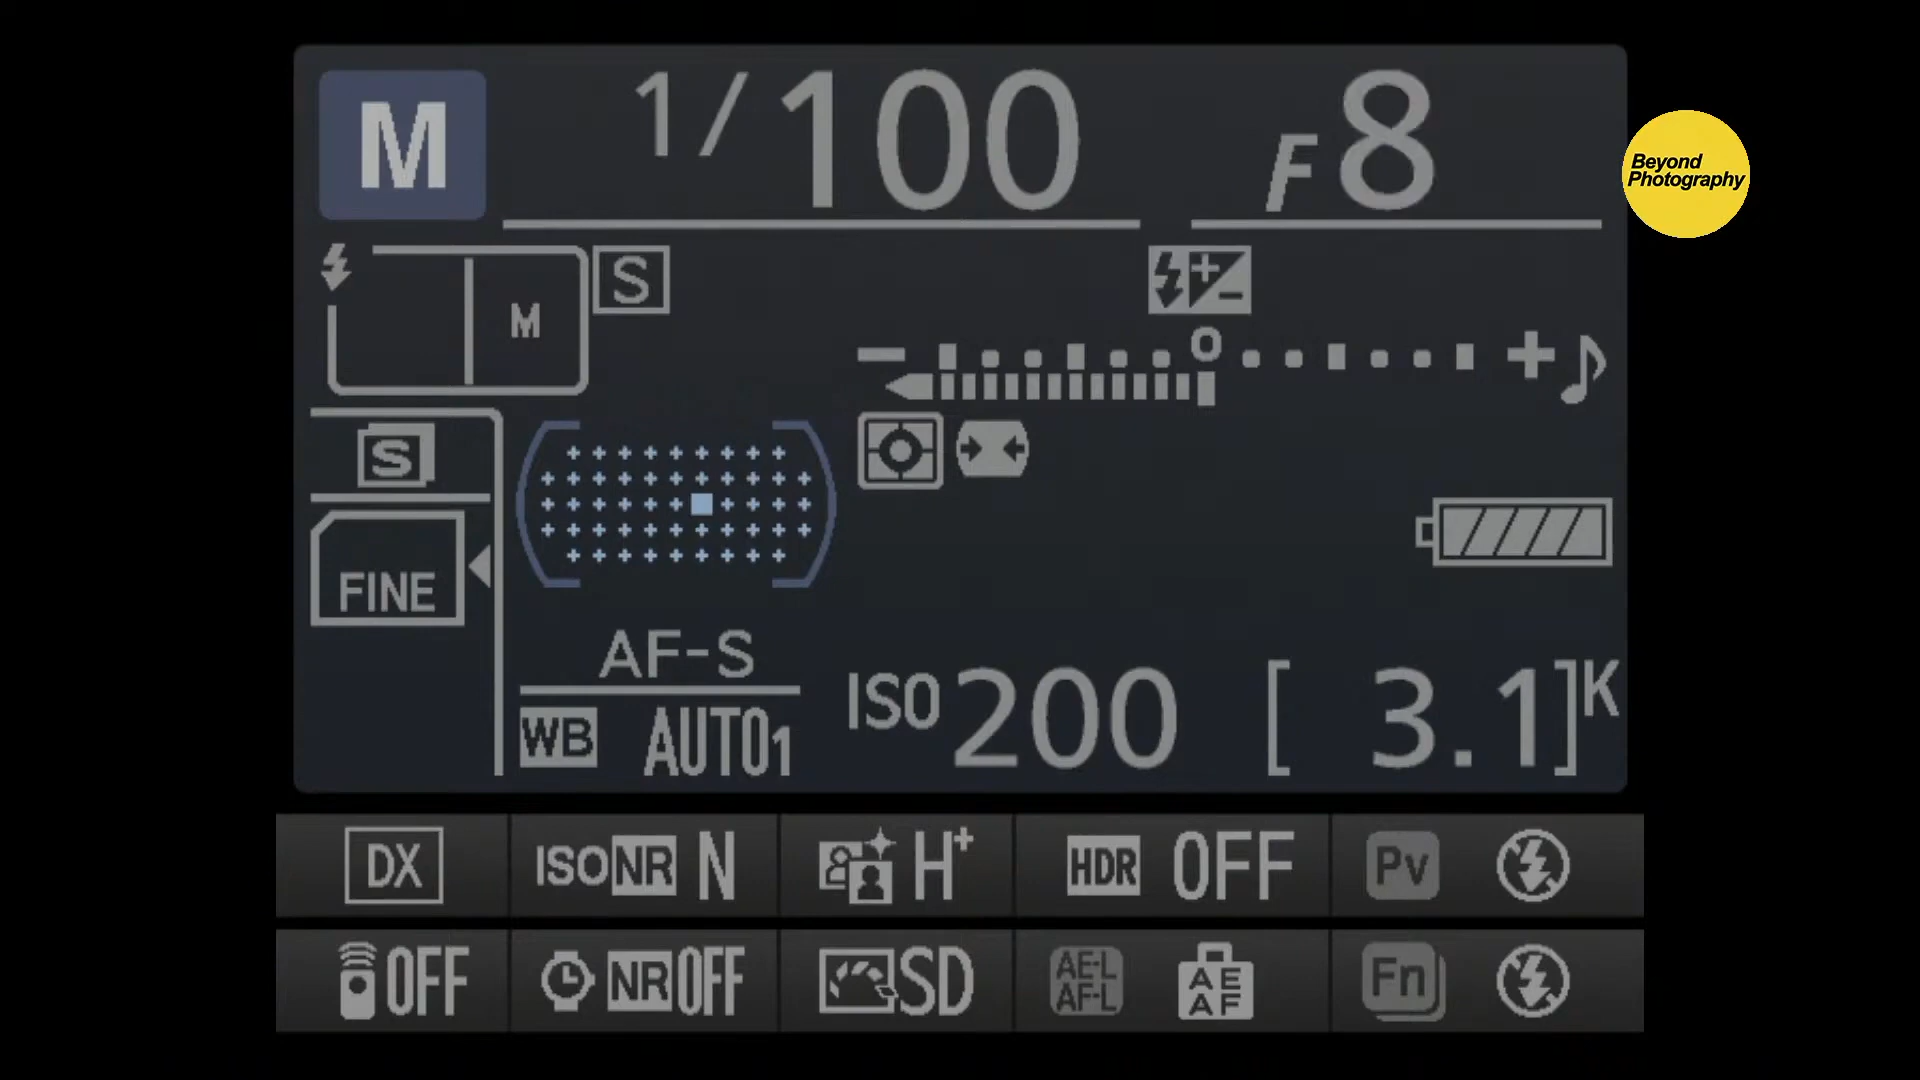 M 1/100 F8
Beyond
Photography
M S
− 0 +
S
FINE
AF-S
WB AUTO1 ISO 200 [ 3.1]K
DX ISO NR N H+ HDR OFF Pv
OFF NR OFF SD AE-L AF-L AE AF Fn